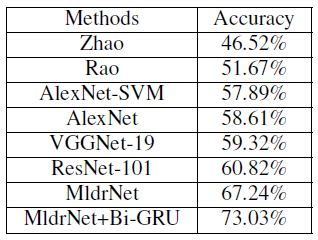 Methods Accuracy
Zhao 46.52%
Rao 51.67%
AlexNet-SVM 57.89%
AlexNet 58.61%
VGGNet-19 59.32%
ResNet-101 60.82%
MldrNet 67.24%
MldrNet+Bi-GRU 73.03%